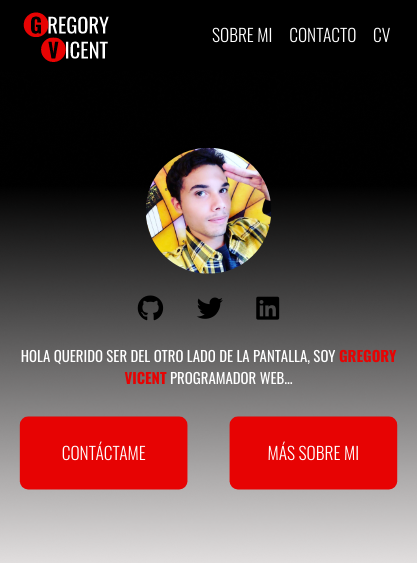 GREGORY
VICENT
SOBRE MI CONTACTO CV
HOLA QUERIDO SER DEL OTRO LADO DE LA PANTALLA, SOY GREGORY
VICENT PROGRAMADOR WEB...
CONTÁCTAME
MÁS SOBRE MI